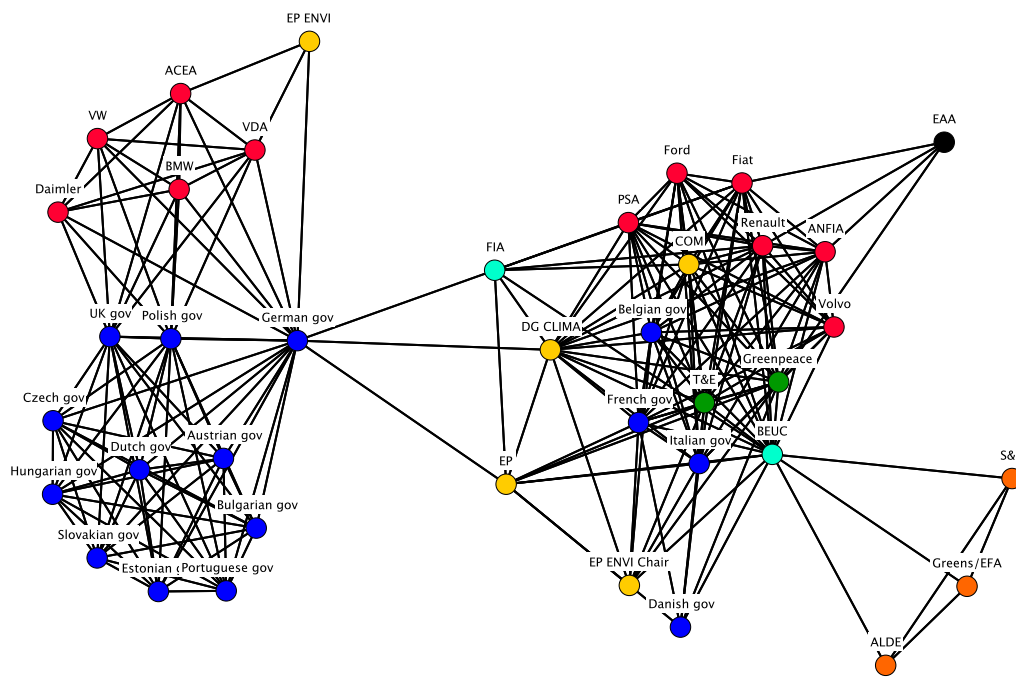 EP ENVI
ACEA
VW
VDA
BMW
Daimler
EAA
Ford
Fiat
PSA
Renault
ANFIA
COM
FIA
Volvo
Belgian gov
UK gov
Polish gov
German gov
DG CLIMA
Greenpeace
T&E
French gov
Czech gov
BEUC
Austrian gov
Italian gov
Dutch gov
EP
S&
Hungarian gov
Bulgarian gov
Slovakian gov
Estonian
Portuguese gov
EP ENVI Chair
Greens/EFA
Danish gov
ALDE